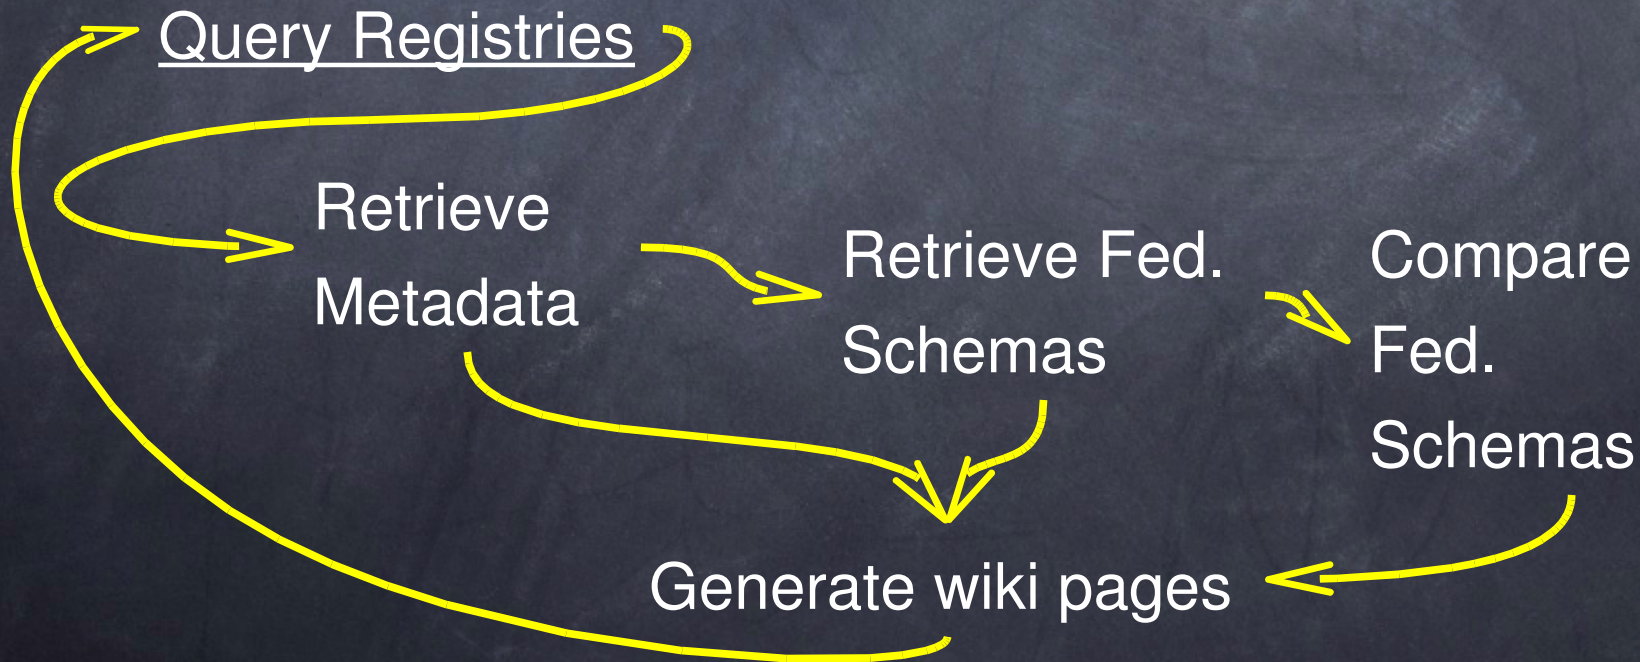 Query Registries
Retrieve
Metadata
Retrieve Fed.
Schemas
Compare
Fed.
Schemas
Generate wiki pages